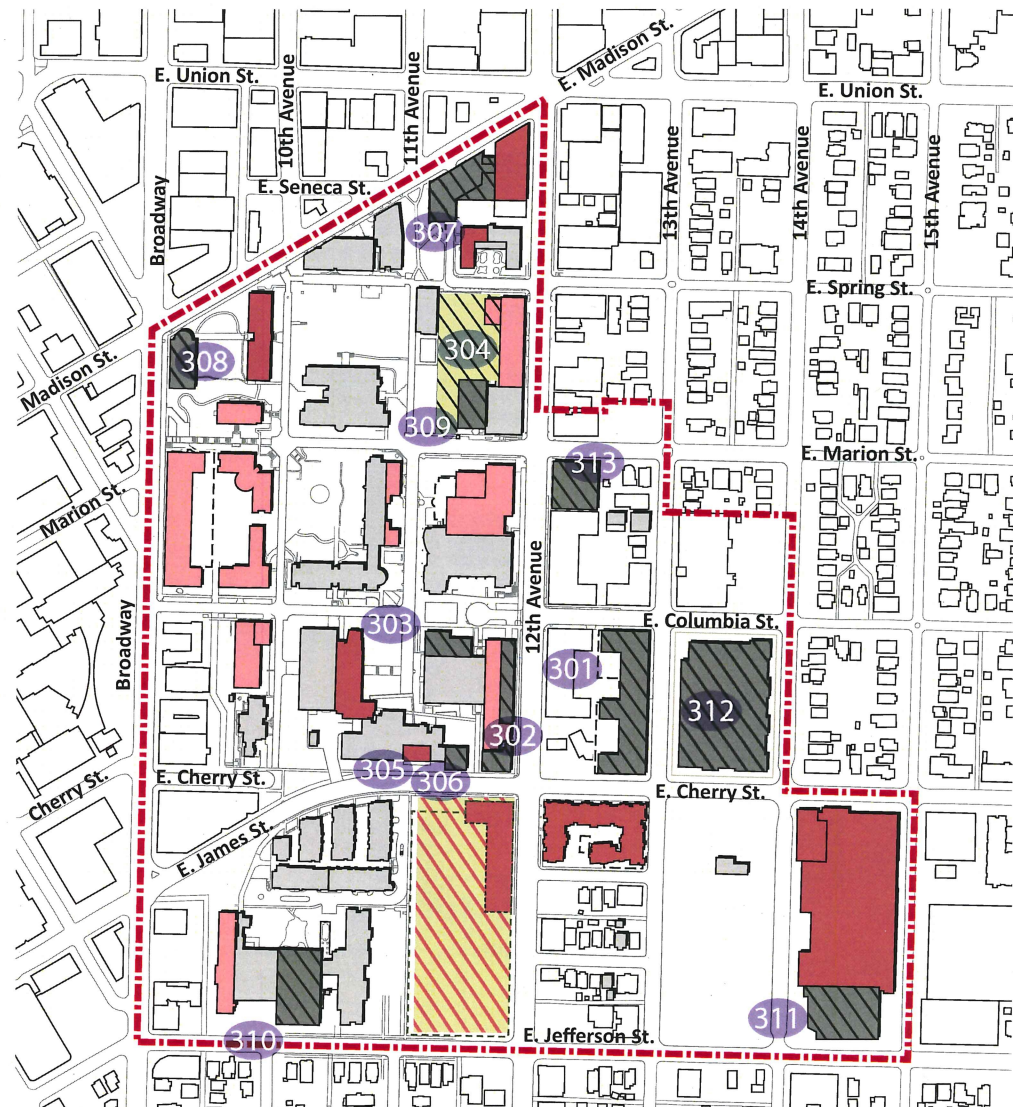 E. Madison St.
E. Union St.
E. Union St.
10th Avenue
11th Avenue
13th Avenue
14th Avenue
15th Avenue
E. Seneca St.
Broadway
307
E. Spring St.
304
308
Madison St.
309
E. Marion St.
313
Marion St.
12th Avenue
303
E. Columbia St.
Broadway
301
312
302
305
306
E. Cherry St.
Cherry St.
E. Cherry St.
E. James St.
311
310
E. Jefferson St.